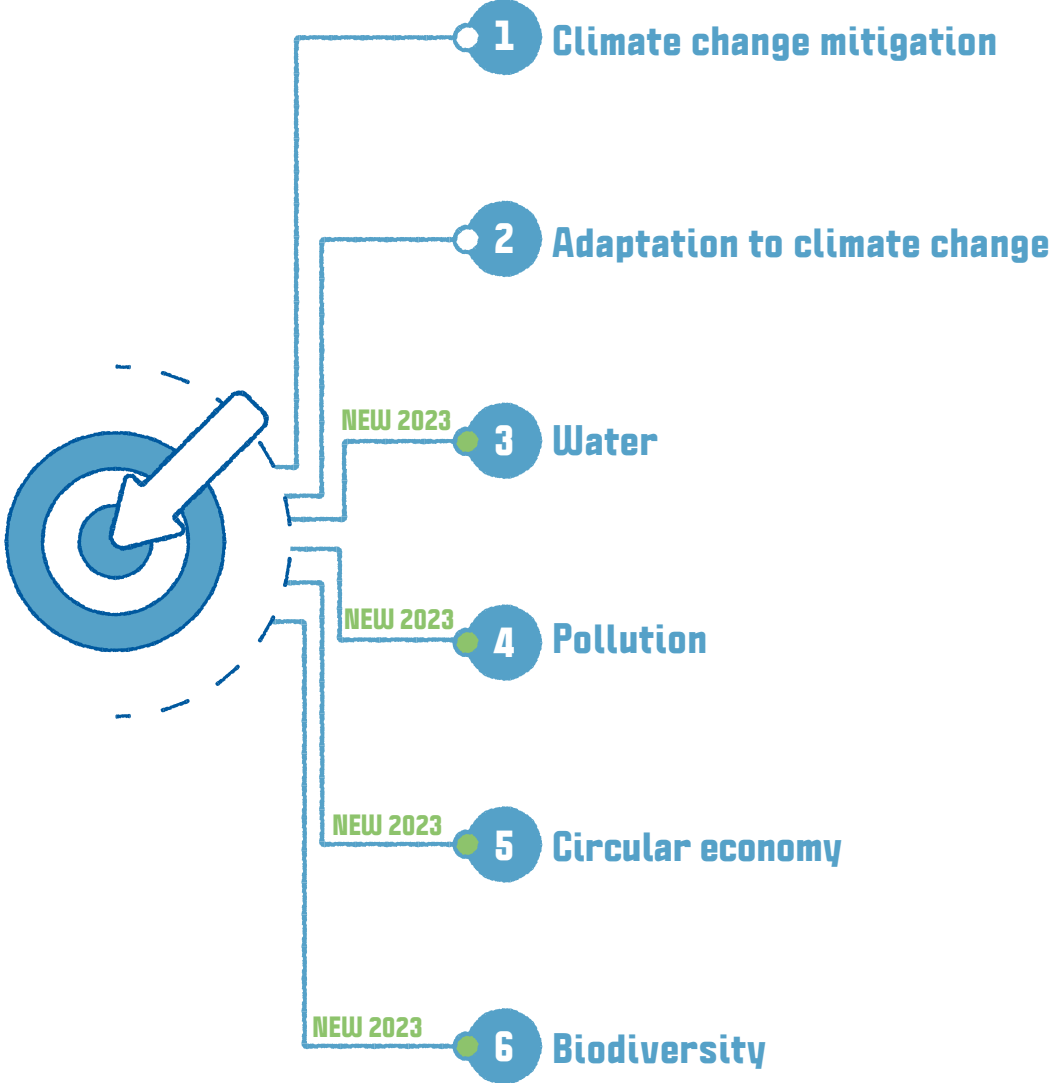 1 Climate change mitigation
2 Adaptation to climate change
NEW 2023
3 Water
NEW 2023
4 Pollution
NEW 2023
5 Circular economy
NEW 2023
6 Biodiversity